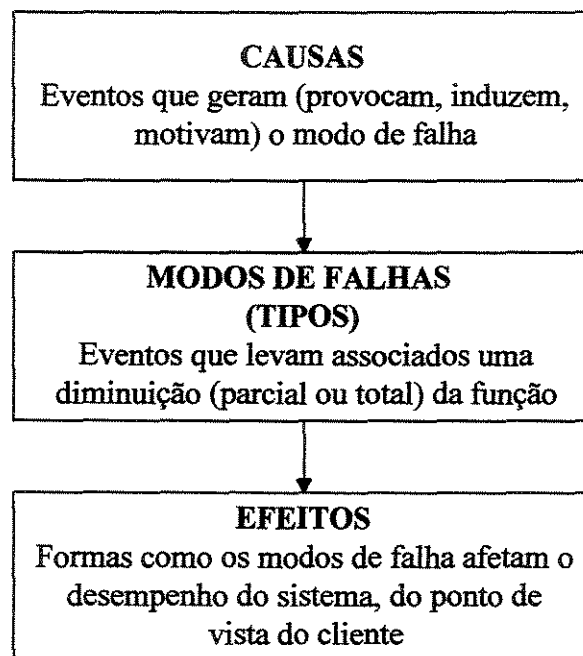 CAUSAS
Eventos que geram (provocam, induzem,
motivam) o modo de falha
MODOS DE FALHAS
(TIPOS)
Eventos que levam associados uma
diminuição (parcial ou total) da função
EFEITOS
Formas como os modos de falha afetam o
desempenho do sistema, do ponto de
vista do cliente